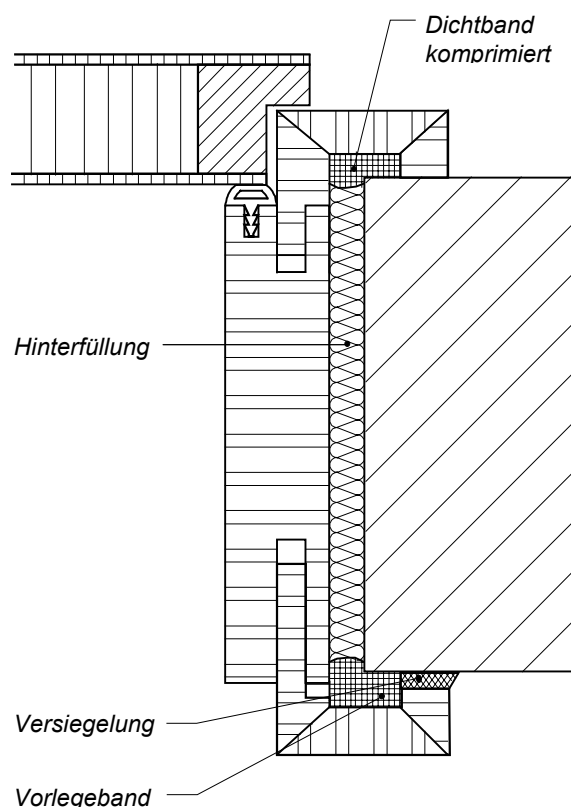 Dichtband
komprimiert
Hinterfüllung
Versiegelung
Vorlegeband